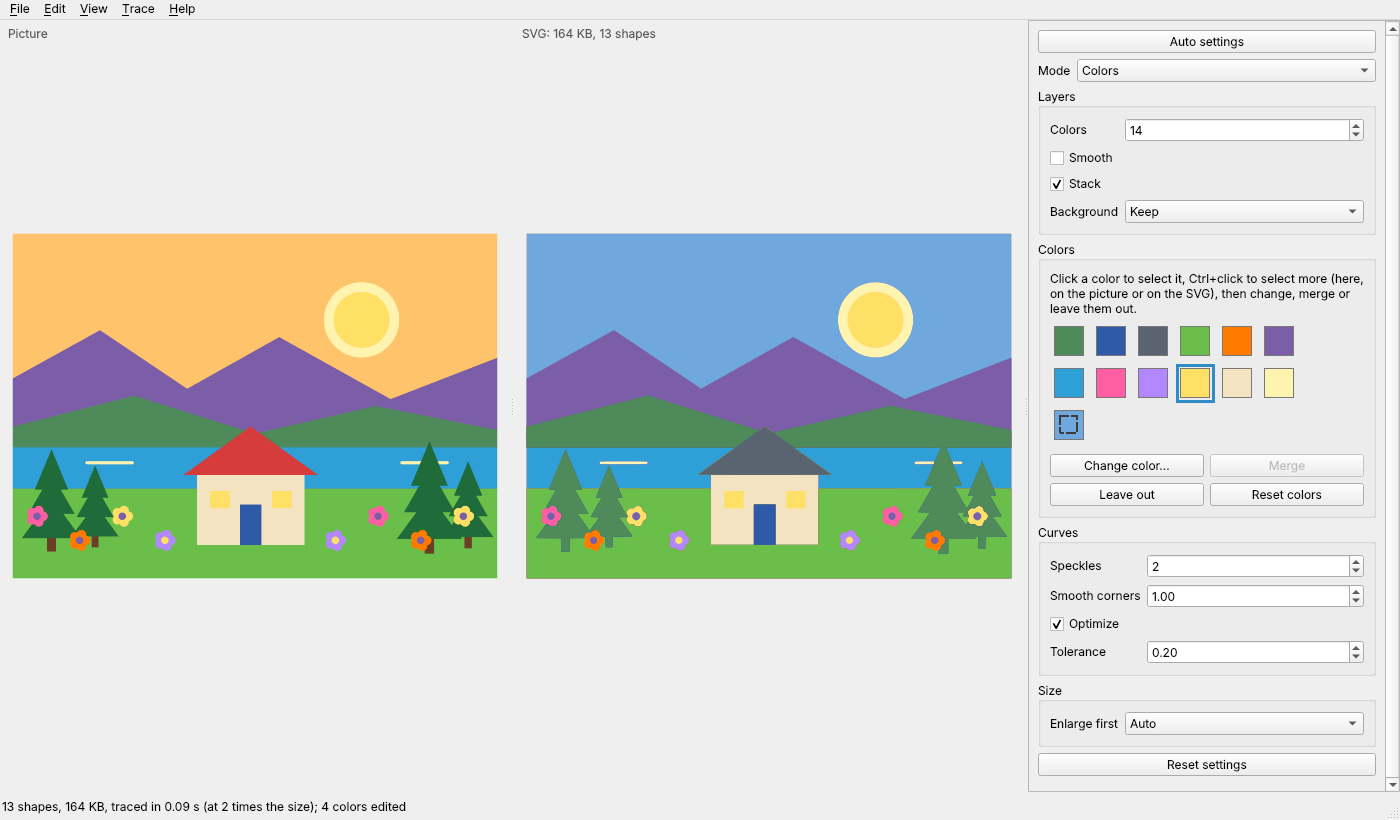 File Edit View Trace Help
Picture
SVG: 164 KB, 13 shapes
Auto settings
Mode Colors
Layers
Colors 14
Smooth
Stack
Background Keep
Colors
Click a color to select it, Ctrl+click to select more (here,
on the picture or on the SVG), then change, merge or
leave them out.
Change color... Merge
Leave out Reset colors
Curves
Speckles 2
Smooth corners 1.00
Optimize
Tolerance 0.20
Size
Enlarge first Auto
Reset settings
13 shapes, 164 KB, traced in 0.09 s (at 2 times the size); 4 colors edited